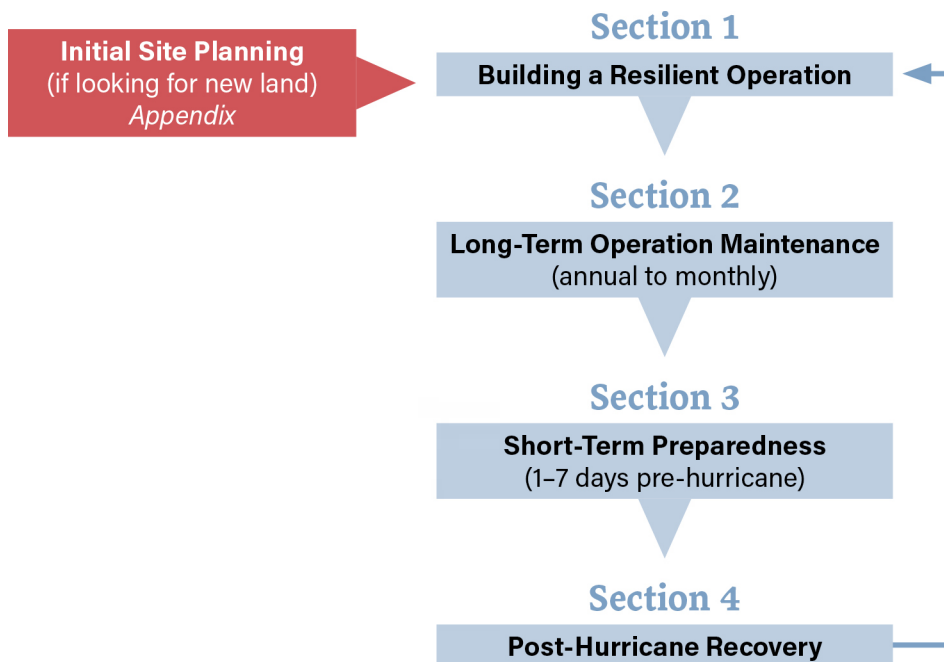 Initial Site Planning
(if looking for new land)
Appendix
Section 1
Building a Resilient Operation
Section 2
Long-Term Operation Maintenance
(annual to monthly)
Section 3
Short-Term Preparedness
(1–7 days pre-hurricane)
Section 4
Post-Hurricane Recovery